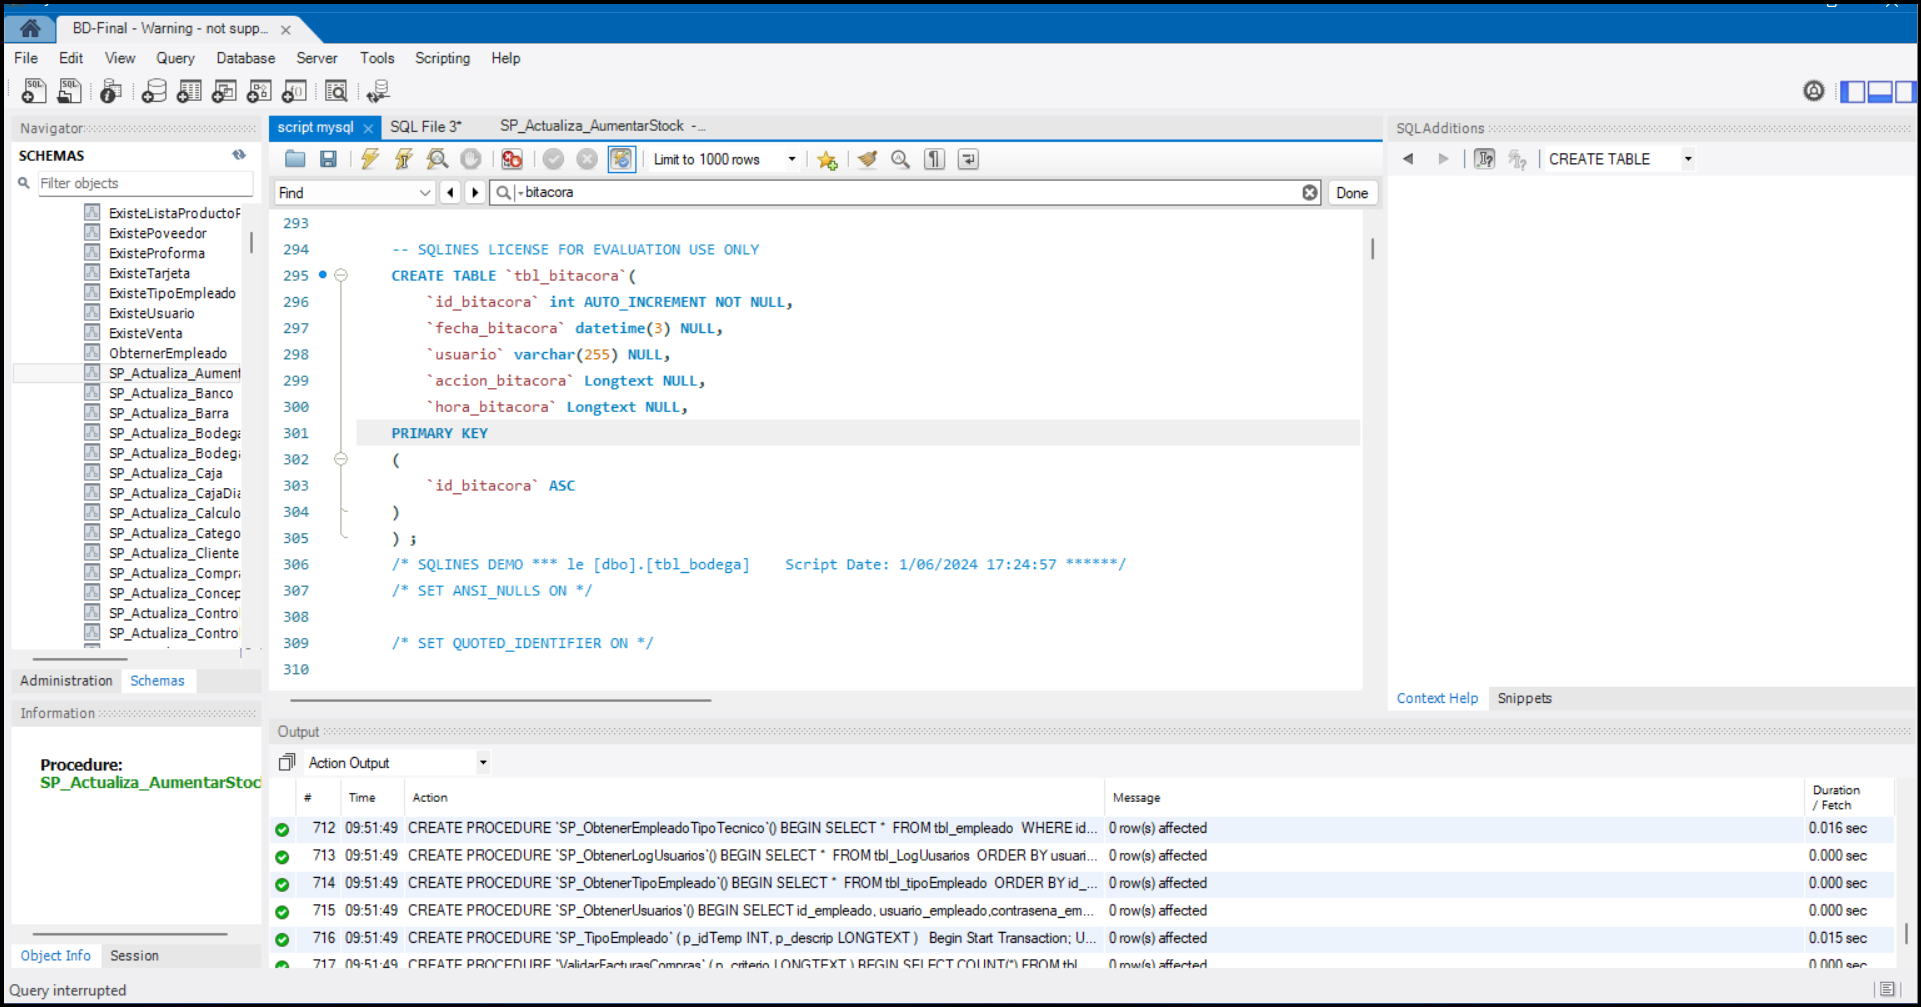 BD-Final - Warning - not supp...
File Edit View Query Database Server Tools Scripting Help
Navigator
SCHEMAS
Filter objects
ExisteListaProductoF
ExistePoveedor
ExisteProforma
ExisteTarjeta
ExisteTipoEmpleado
ExisteUsuario
ExisteVenta
ObternerEmpleado
SP_Actualiza_Aument
SP_Actualiza_Banco
SP_Actualiza_Barra
SP_Actualiza_Bodega
SP_Actualiza_Bodega
SP_Actualiza_Caja
SP_Actualiza_CajaDia
SP_Actualiza_Calculo
SP_Actualiza_Catego
SP_Actualiza_Cliente
SP_Actualiza_Compra
SP_Actualiza_Concep
SP_Actualiza_Control
SP_Actualiza_Control
Administration Schemas
Information
Procedure:
SP_Actualiza_AumentarStoc
Object Info Session
script mysql SQL File 3* SP_Actualiza_AumentarStock -...
Limit to 1000 rows
Find bitacora Done
293
294 -- SQLINES LICENSE FOR EVALUATION USE ONLY
295 CREATE TABLE `tbl_bitacora`(
296 `id_bitacora` int AUTO_INCREMENT NOT NULL,
297 `fecha_bitacora` datetime(3) NULL,
298 `usuario` varchar(255) NULL,
299 `accion_bitacora` Longtext NULL,
300 `hora_bitacora` Longtext NULL,
301 PRIMARY KEY
302 (
303 `id_bitacora` ASC
304 )
305 ) ;
306 /* SQLINES DEMO *** le [dbo].[tbl_bodega]    Script Date: 1/06/2024 17:24:57 ******/
307 /* SET ANSI_NULLS ON */
308
309 /* SET QUOTED_IDENTIFIER ON */
310
SQLAdditions
CREATE TABLE
Context Help Snippets
Output
Action Output
# Time Action Message Duration / Fetch
712 09:51:49 CREATE PROCEDURE `SP_ObtenerEmpleadoTipoTecnico`() BEGIN SELECT * FROM tbl_empleado WHERE id... 0 row(s) affected 0.016 sec
713 09:51:49 CREATE PROCEDURE `SP_ObtenerLogUsuarios`() BEGIN SELECT * FROM tbl_LogUusarios ORDER BY usuari... 0 row(s) affected 0.000 sec
714 09:51:49 CREATE PROCEDURE `SP_ObtenerTipoEmpleado`() BEGIN SELECT * FROM tbl_tipoEmpleado ORDER BY id_... 0 row(s) affected 0.000 sec
715 09:51:49 CREATE PROCEDURE `SP_ObtenerUsuarios`() BEGIN SELECT id_empleado, usuario_empleado,contrasena_em... 0 row(s) affected 0.000 sec
716 09:51:49 CREATE PROCEDURE `SP_TipoEmpleado` ( p_idTemp INT, p_descrip LONGTEXT ) Begin Start Transaction; U... 0 row(s) affected 0.015 sec
717 09:51:49 CREATE PROCEDURE `ValidarFacturasCompras` ( p_criterio LONGTEXT ) BEGIN SELECT COUNT(*) FROM tbl 0 row(s) affected 0.000 sec
Query interrupted